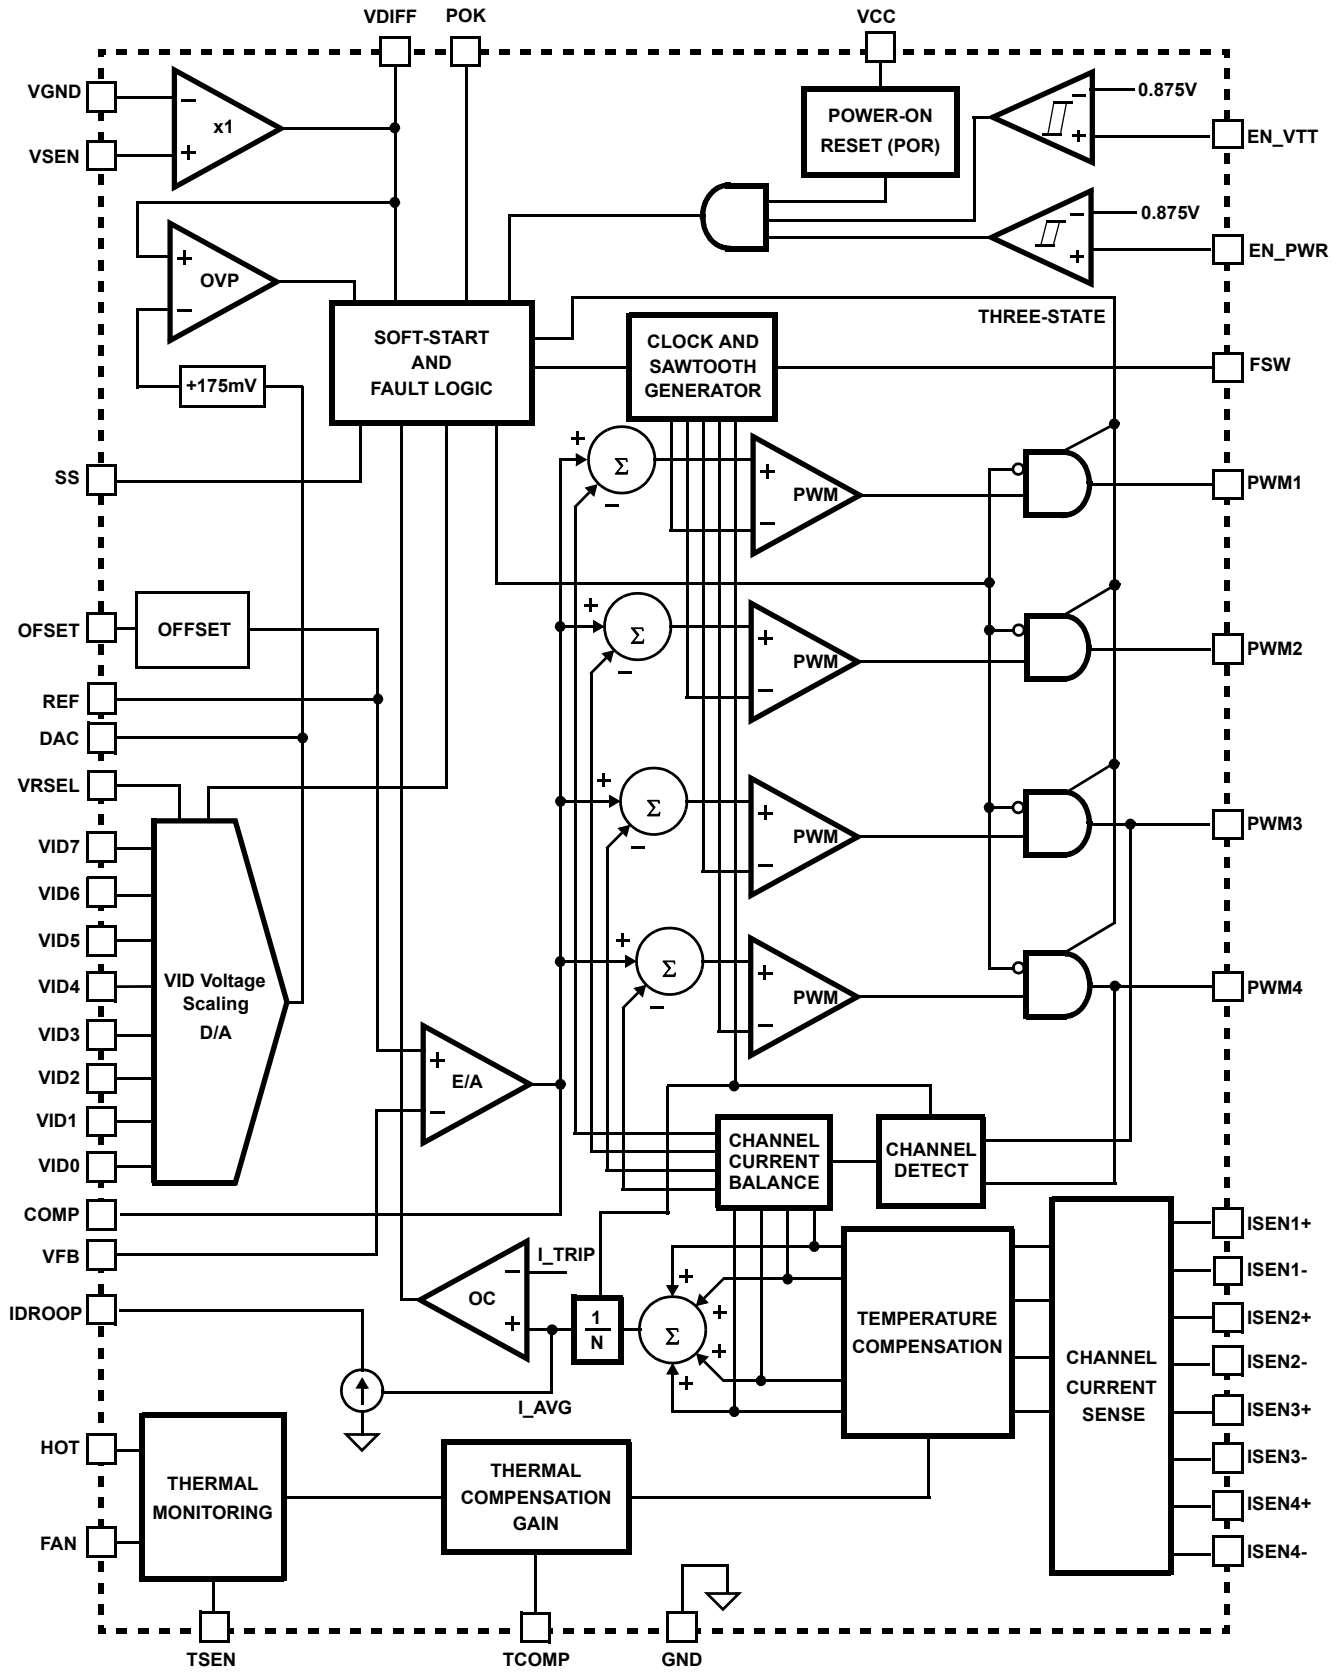 VDIFF
POK
VCC
VGND
−
x1
+
VSEN
POWER-ON
RESET (POR)
−
0.875V
+
EN_VTT
−
0.875V
+
EN_PWR
+
OVP
−
+175mV
SOFT-START
AND
FAULT LOGIC
CLOCK AND
SAWTOOTH
GENERATOR
THREE-STATE
FSW
SS
+
Σ
−
+
PWM
−
PWM1
OFSET
OFFSET
+
Σ
−
+
PWM
−
PWM2
REF
DAC
VRSEL
+
Σ
−
+
PWM
−
PWM3
VID7
VID6
VID5
VID4
VID3
VID2
VID1
VID0
VID Voltage
Scaling
D/A
+
Σ
−
+
PWM
−
PWM4
+
E/A
−
COMP
VFB
IDROOP
CHANNEL
CURRENT
BALANCE
CHANNEL
DETECT
−
I_TRIP
OC
+
1
N
I_AVG
+
+
+
+
Σ
TEMPERATURE
COMPENSATION
CHANNEL
CURRENT
SENSE
ISEN1+
ISEN1-
ISEN2+
ISEN2-
ISEN3+
ISEN3-
ISEN4+
ISEN4-
HOT
FAN
THERMAL
MONITORING
THERMAL
COMPENSATION
GAIN
TSEN
TCOMP
GND